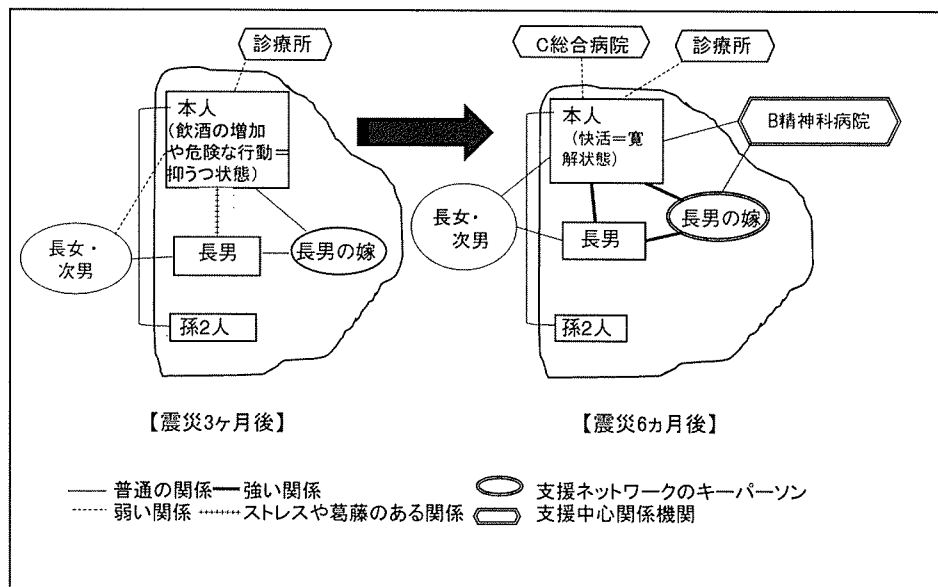 診療所
本人
(飲酒の増加
や危険な行動=
抑うつ状態)
長女・
次男
長男
長男の嫁
孫2人
【震災3ヶ月後】
C総合病院
診療所
本人
(快活=寛
解状態)
B精神科病院
長女・
次男
長男
長男の嫁
孫2人
【震災6ヵ月後】
普通の関係
強い関係
支援ネットワークのキーパーソン
弱い関係
ストレスや葛藤のある関係
支援中心関係機関